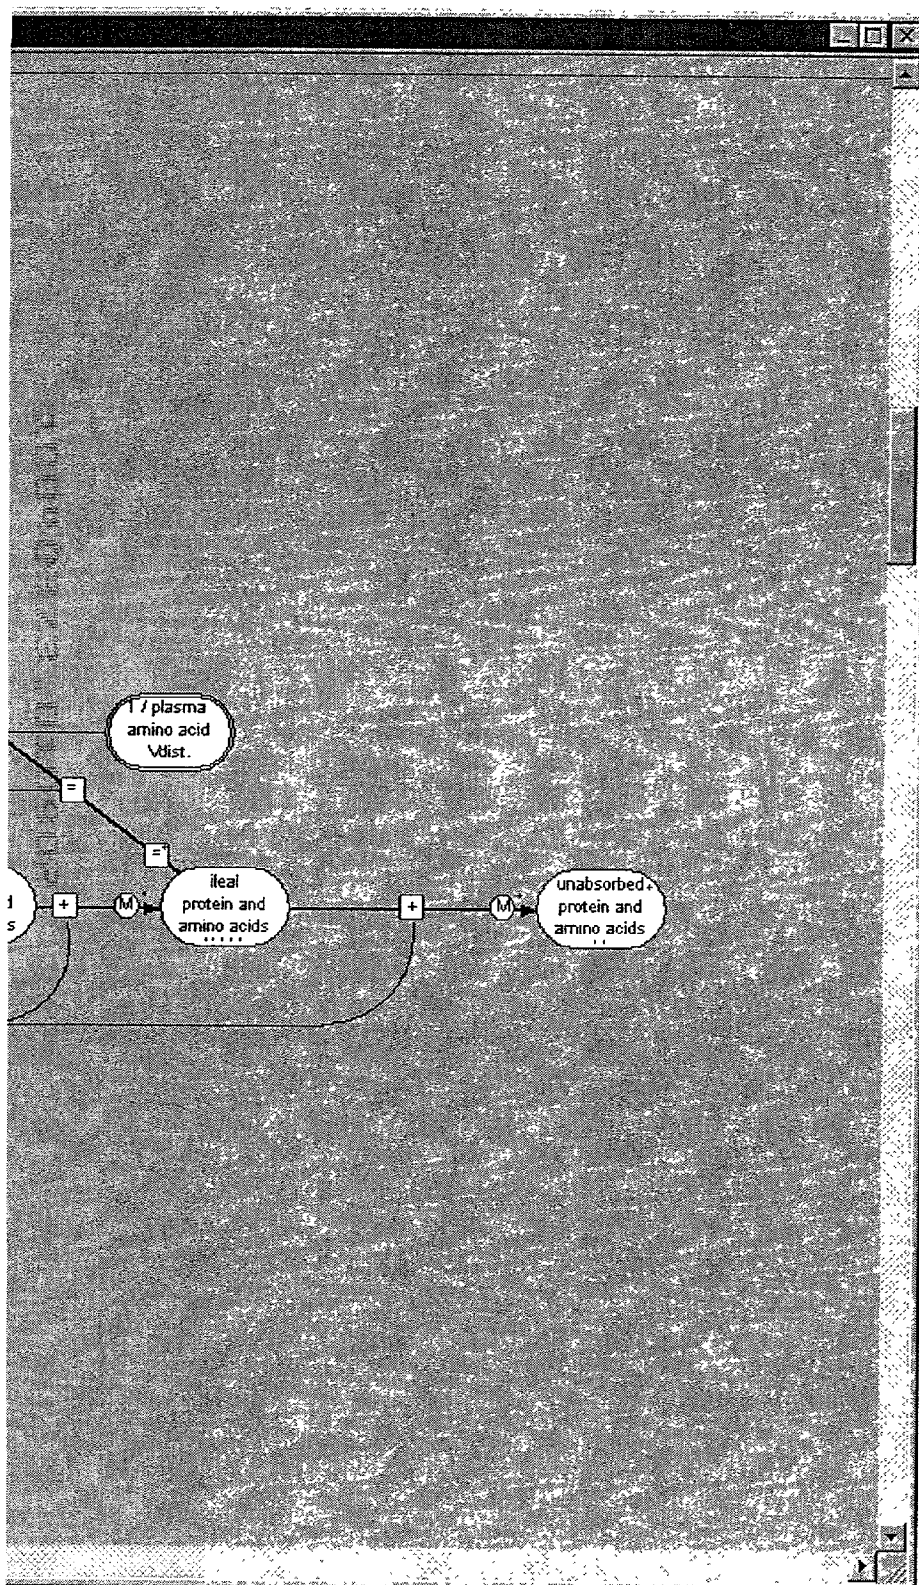 1 / plasma
amino acid
Vdist.
=
=+
d
s
+
M
ileal
protein and
amino acids
+
M
unabsorbed
protein and
amino acids